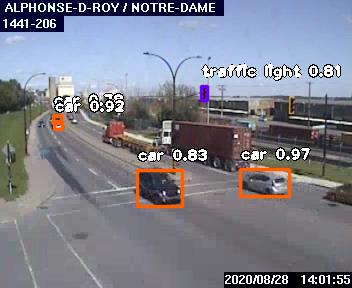 ALPHONSE-D-ROY / NOTRE-DAME
1441-206
traffic light 0.81
car 0.92
car 0.83
car 0.97
2020/08/28 14:01:55